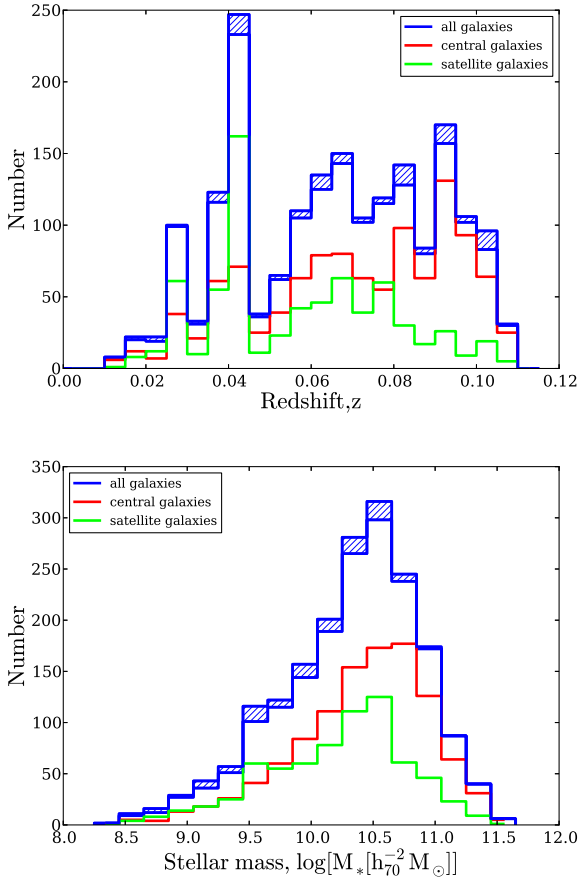 250
200
150
100
50
0
Number
all galaxies
central galaxies
satellite galaxies
0.00 0.02 0.04 0.06 0.08 0.10 0.12
Redshift,z
350
300
250
200
150
100
50
0
Number
all galaxies
central galaxies
satellite galaxies
8.0 8.5 9.0 9.5 10.0 10.5 11.0 11.5 12.0
Stellar mass, log[M∗[h₇₀⁻²M⊙]]